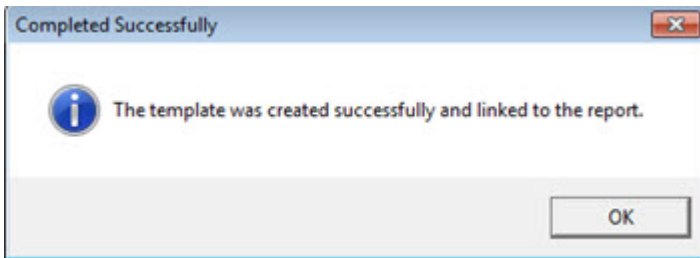 Completed Successfully
The template was created successfully and linked to the report.
OK